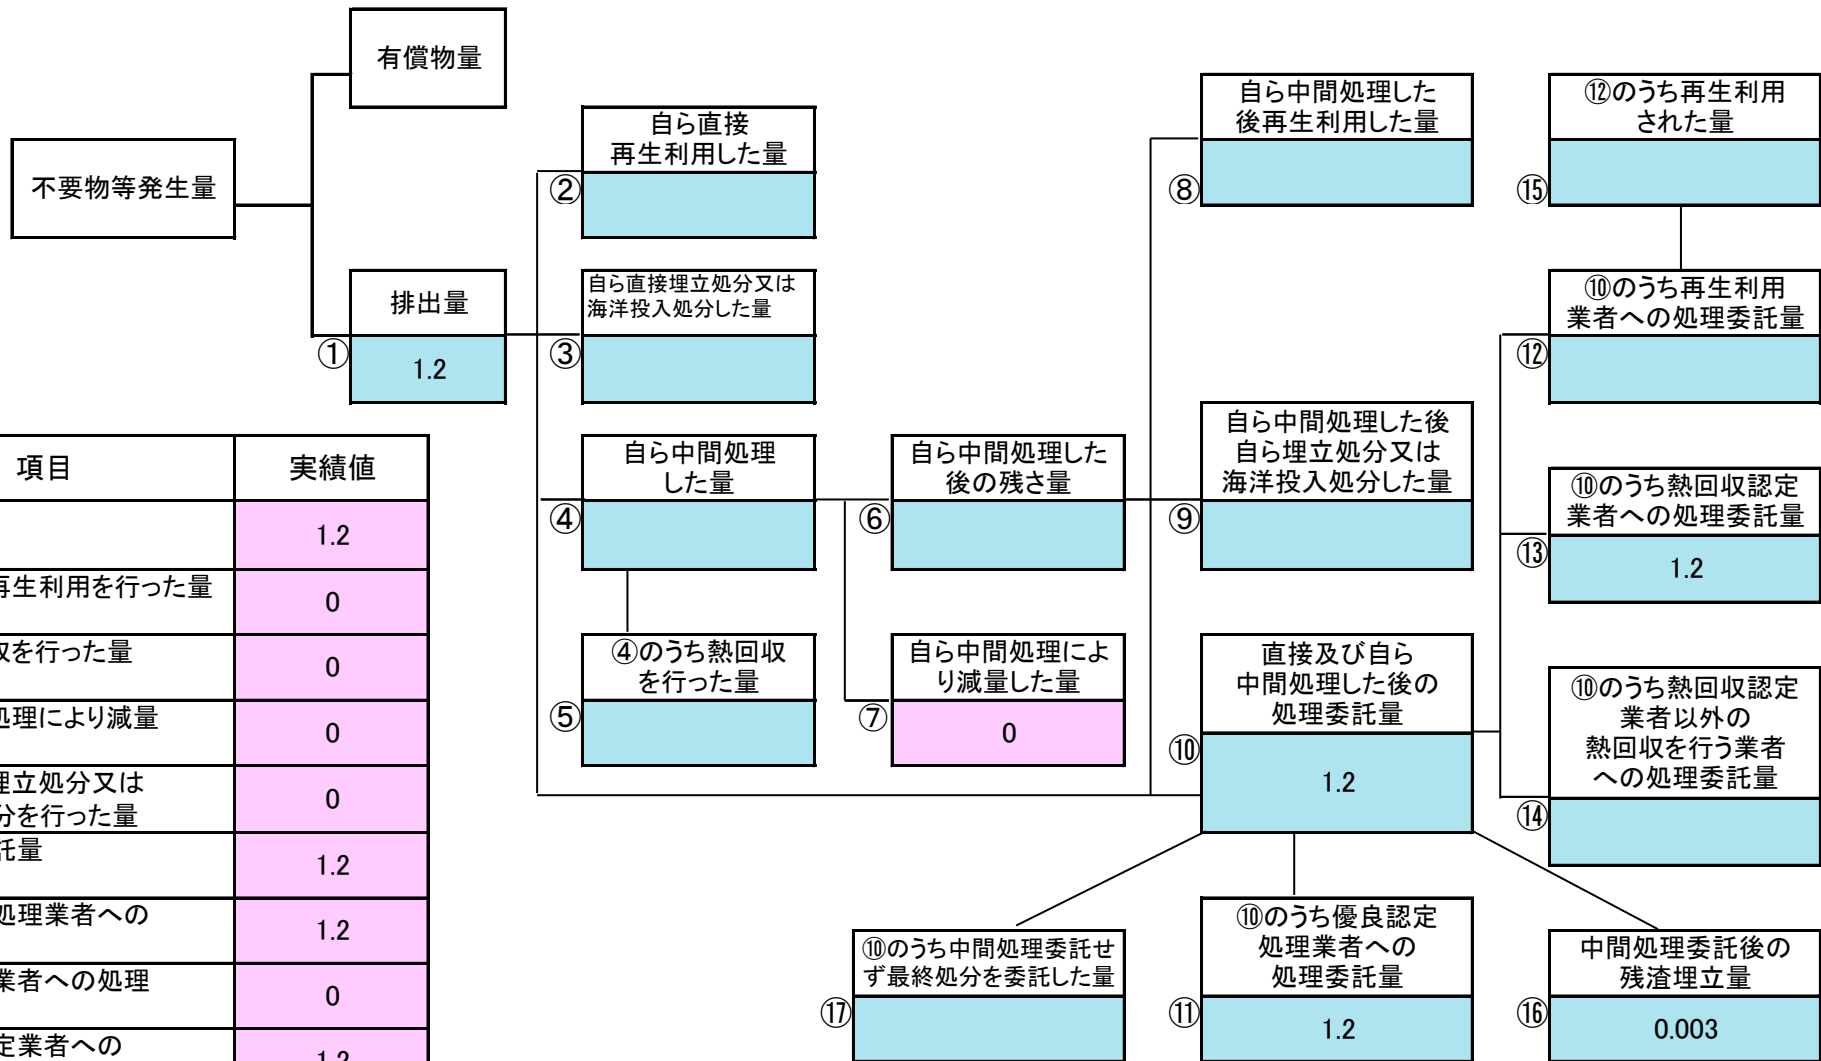 有償物量
不要物等発生量
排出量
①
1.2
自ら直接
再生利用した量
②
自ら直接埋立処分又は
海洋投入処分した量
③
自ら中間処理
した量
④
④のうち熱回収
を行った量
⑤
自ら中間処理した
後の残さ量
⑥
自ら中間処理によ
り減量した量
⑦
0
自ら中間処理した
後再生利用した量
⑧
自ら中間処理した後
自ら埋立処分又は
海洋投入処分した量
⑨
直接及び自ら
中間処理した後の
処理委託量
⑩
1.2
⑫のうち再生利用
された量
⑮
⑩のうち再生利用
業者への処理委託量
⑫
⑩のうち熱回収認定
業者への処理委託量
⑬
1.2
⑩のうち熱回収認定
業者以外の
熱回収を行う業者
への処理委託量
⑭
⑩のうち中間処理委託せ
ず最終処分を委託した量
⑰
⑩のうち優良認定
処理業者への
処理委託量
⑪
1.2
中間処理委託後の
残渣埋立量
⑯
0.003
項目 実績値
1.2
再生利用を行った量 0
を行った量 0
処理により減量 0
埋立処分又は
分を行った量 0
託量 1.2
処理業者への 1.2
業者への処理 0
定業者への 1.2